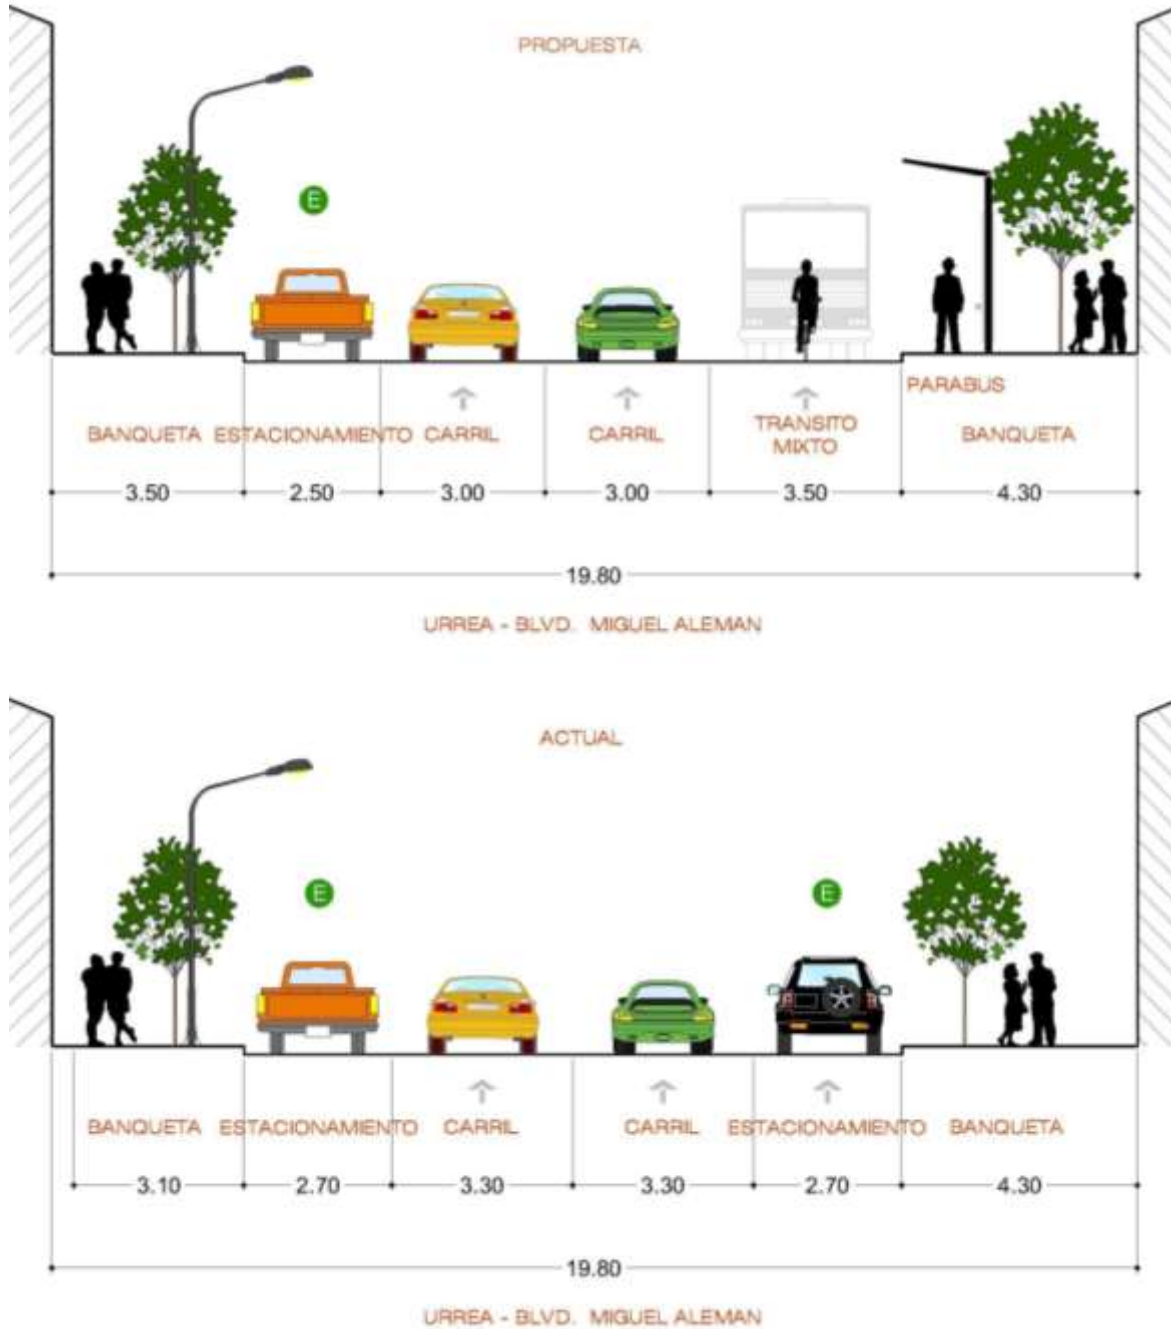 PROPUESTA
E
PARABUS
BANQUETA ESTACIONAMIENTO CARRIL CARRIL TRANSITO MIXTO BANQUETA
3.50 2.50 3.00 3.00 3.50 4.30
19.80
URREA - BLVD. MIGUEL ALEMAN
ACTUAL
E E
BANQUETA ESTACIONAMIENTO CARRIL CARRIL ESTACIONAMIENTO BANQUETA
3.10 2.70 3.30 3.30 2.70 4.30
19.80
URREA - BLVD. MIGUEL ALEMAN